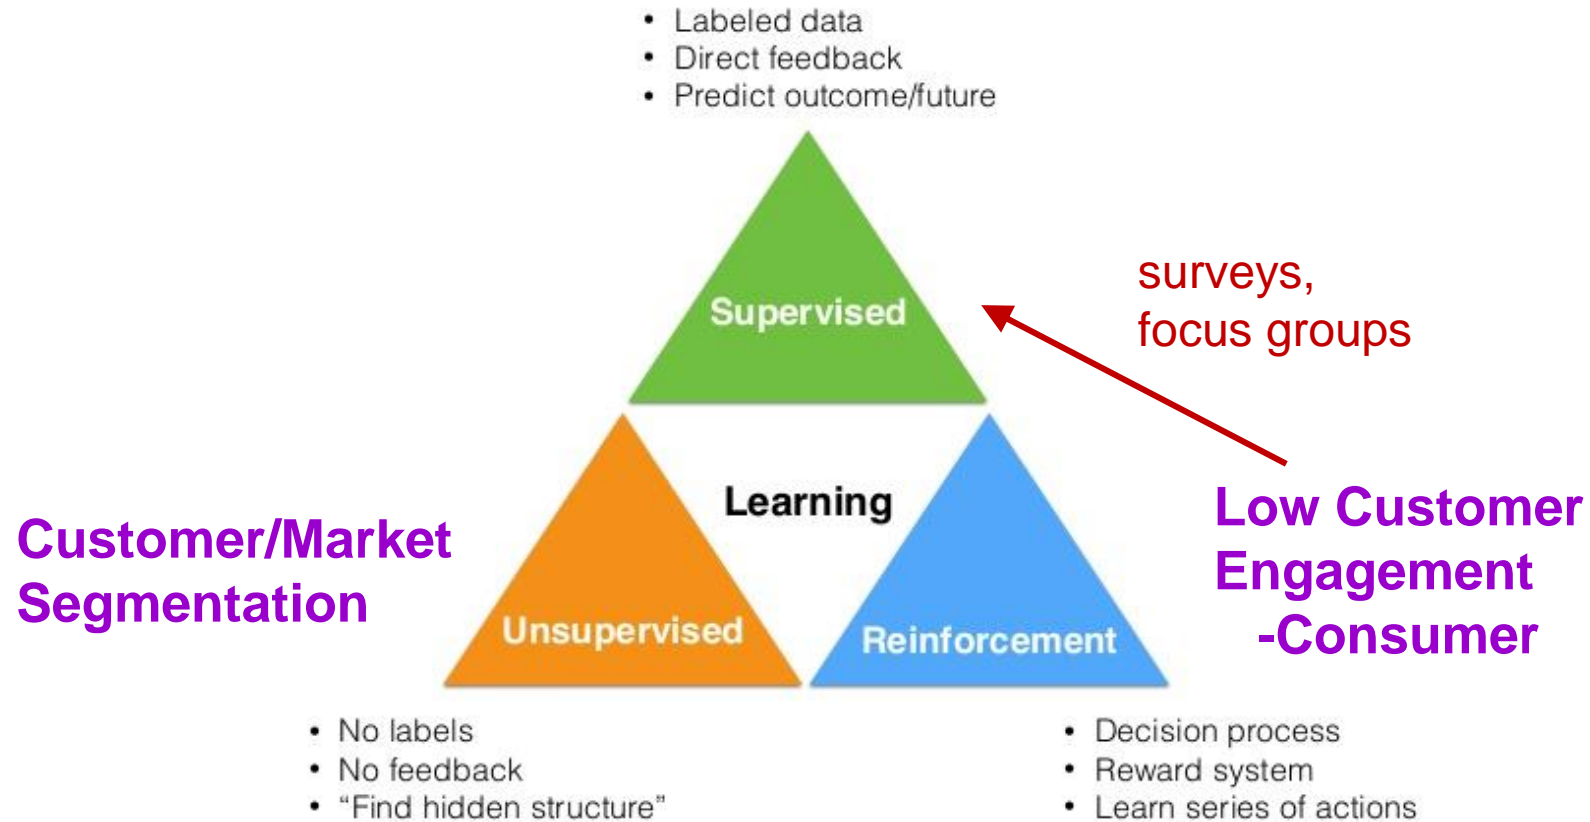 • Labeled data
• Direct feedback
• Predict outcome/future
Supervised
surveys,
focus groups
Learning
Customer/Market
Segmentation
Low Customer
Engagement
-Consumer
Unsupervised
Reinforcement
• No labels
• No feedback
• “Find hidden structure”
• Decision process
• Reward system
• Learn series of actions